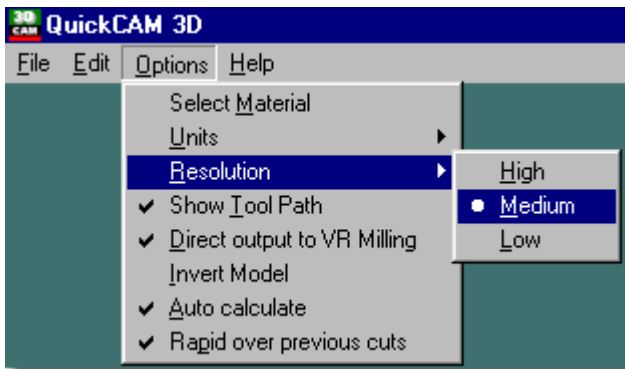 3D CAM QuickCAM 3D
File Edit Options Help
Select Material
Units
Resolution
High
Show Tool Path
Medium
Direct output to VR Milling
Low
Invert Model
Auto calculate
Rapid over previous cuts